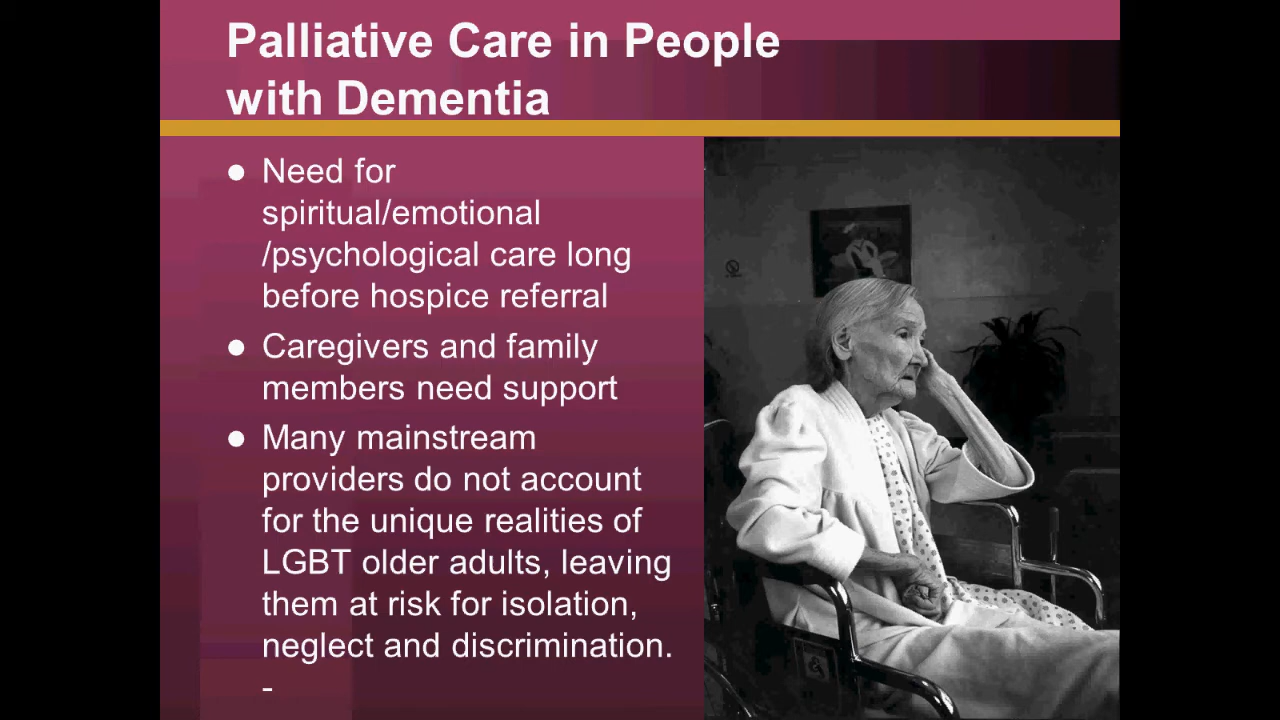 Palliative Care in People
with Dementia
● Need for
spiritual/emotional
/psychological care long
before hospice referral
● Caregivers and family
members need support
● Many mainstream
providers do not account
for the unique realities of
LGBT older adults, leaving
them at risk for isolation,
neglect and discrimination.
-